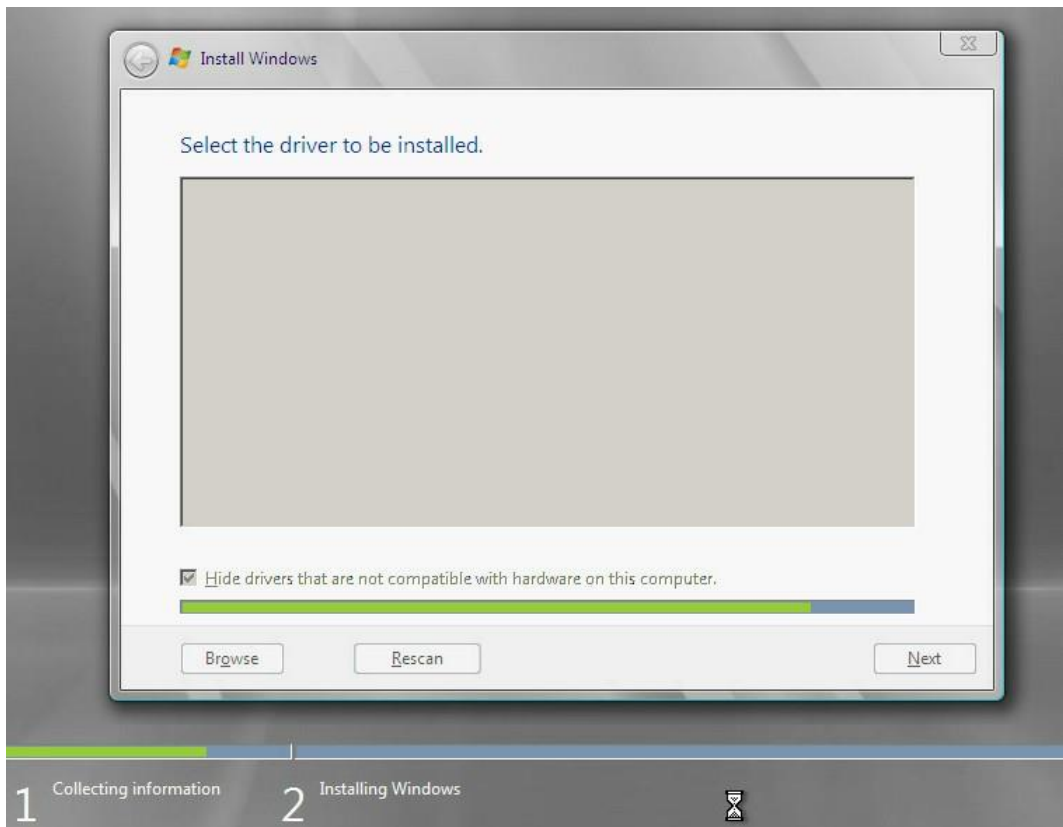 Install Windows
Select the driver to be installed.
Hide drivers that are not compatible with hardware on this computer.
Browse
Rescan
Next
1 Collecting information
2 Installing Windows